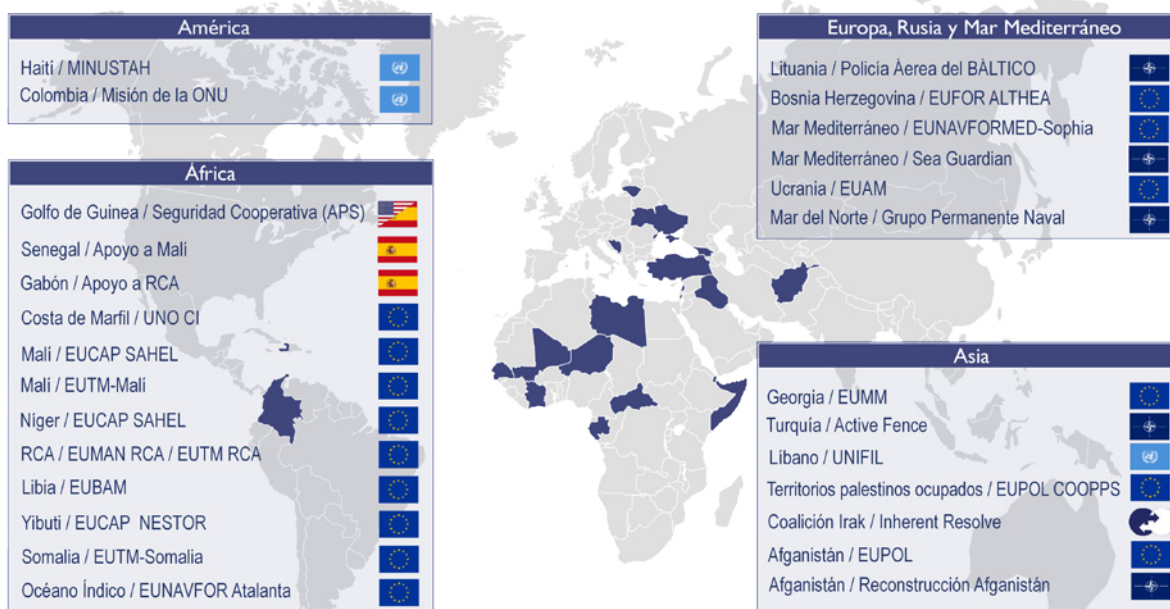 América
Haití / MINUSTAH
Colombia / Misión de la ONU
África
Golfo de Guinea / Seguridad Cooperativa (APS)
Senegal / Apoyo a Malí
Gabón / Apoyo a RCA
Costa de Marfil / UNO CI
Malí / EUCAP SAHEL
Malí / EUTM-Malí
Níger / EUCAP SAHEL
RCA / EUMAN RCA / EUTM RCA
Libia / EUBAM
Yibuti / EUCAP NESTOR
Somalia / EUTM-Somalia
Océano Índico / EUNAVFOR Atalanta
Europa, Rusia y Mar Mediterráneo
Lituania / Policía Áerea del BÁLTICO
Bosnia Herzegovina / EUFOR ALTHEA
Mar Mediterráneo / EUNAVFORMED-Sophia
Mar Mediterráneo / Sea Guardian
Ucrania / EUAM
Mar del Norte / Grupo Permanente Naval
Asia
Georgia / EUMM
Turquía / Active Fence
Líbano / UNIFIL
Territorios palestinos ocupados / EUPOL COOPPS
Coalición Irak / Inherent Resolve
Afganistán / EUPOL
Afganistán / Reconstrucción Afganistán